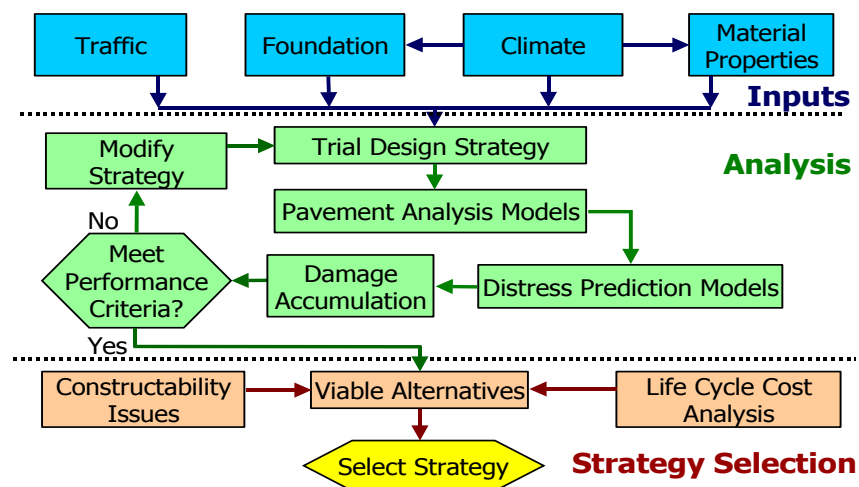 Traffic
Foundation
Climate
Material
Properties
Inputs
Modify
Strategy
Trial Design Strategy
Analysis
Pavement Analysis Models
No
Meet
Performance
Criteria?
Damage
Accumulation
Distress Prediction Models
Yes
Constructability
Issues
Viable Alternatives
Life Cycle Cost
Analysis
Select Strategy
Strategy Selection